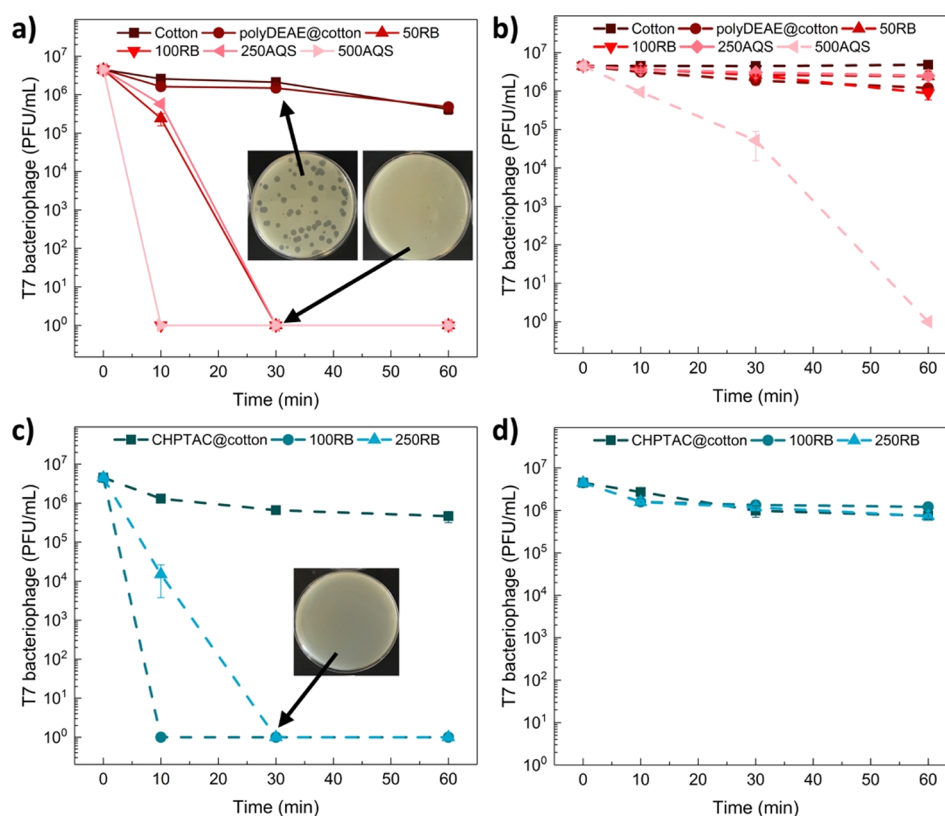 a)
Cotton polyDEAE@cotton 50RB
100RB 250AQS 500AQS
T7 bacteriophage (PFU/mL)
10⁷
10⁶
10⁵
10⁴
10³
10²
10¹
10⁰
0 10 20 30 40 50 60
Time (min)
b)
Cotton polyDEAE@cotton 50RB
100RB 250AQS 500AQS
T7 bacteriophage (PFU/mL)
10⁷
10⁶
10⁵
10⁴
10³
10²
10¹
10⁰
0 10 20 30 40 50 60
Time (min)
c)
CHPTAC@cotton 100RB 250RB
T7 bacteriophage (PFU/mL)
10⁷
10⁶
10⁵
10⁴
10³
10²
10¹
10⁰
0 10 20 30 40 50 60
Time (min)
d)
CHPTAC@cotton 100RB 250RB
T7 bacteriophage (PFU/mL)
10⁷
10⁶
10⁵
10⁴
10³
10²
10¹
10⁰
0 10 20 30 40 50 60
Time (min)